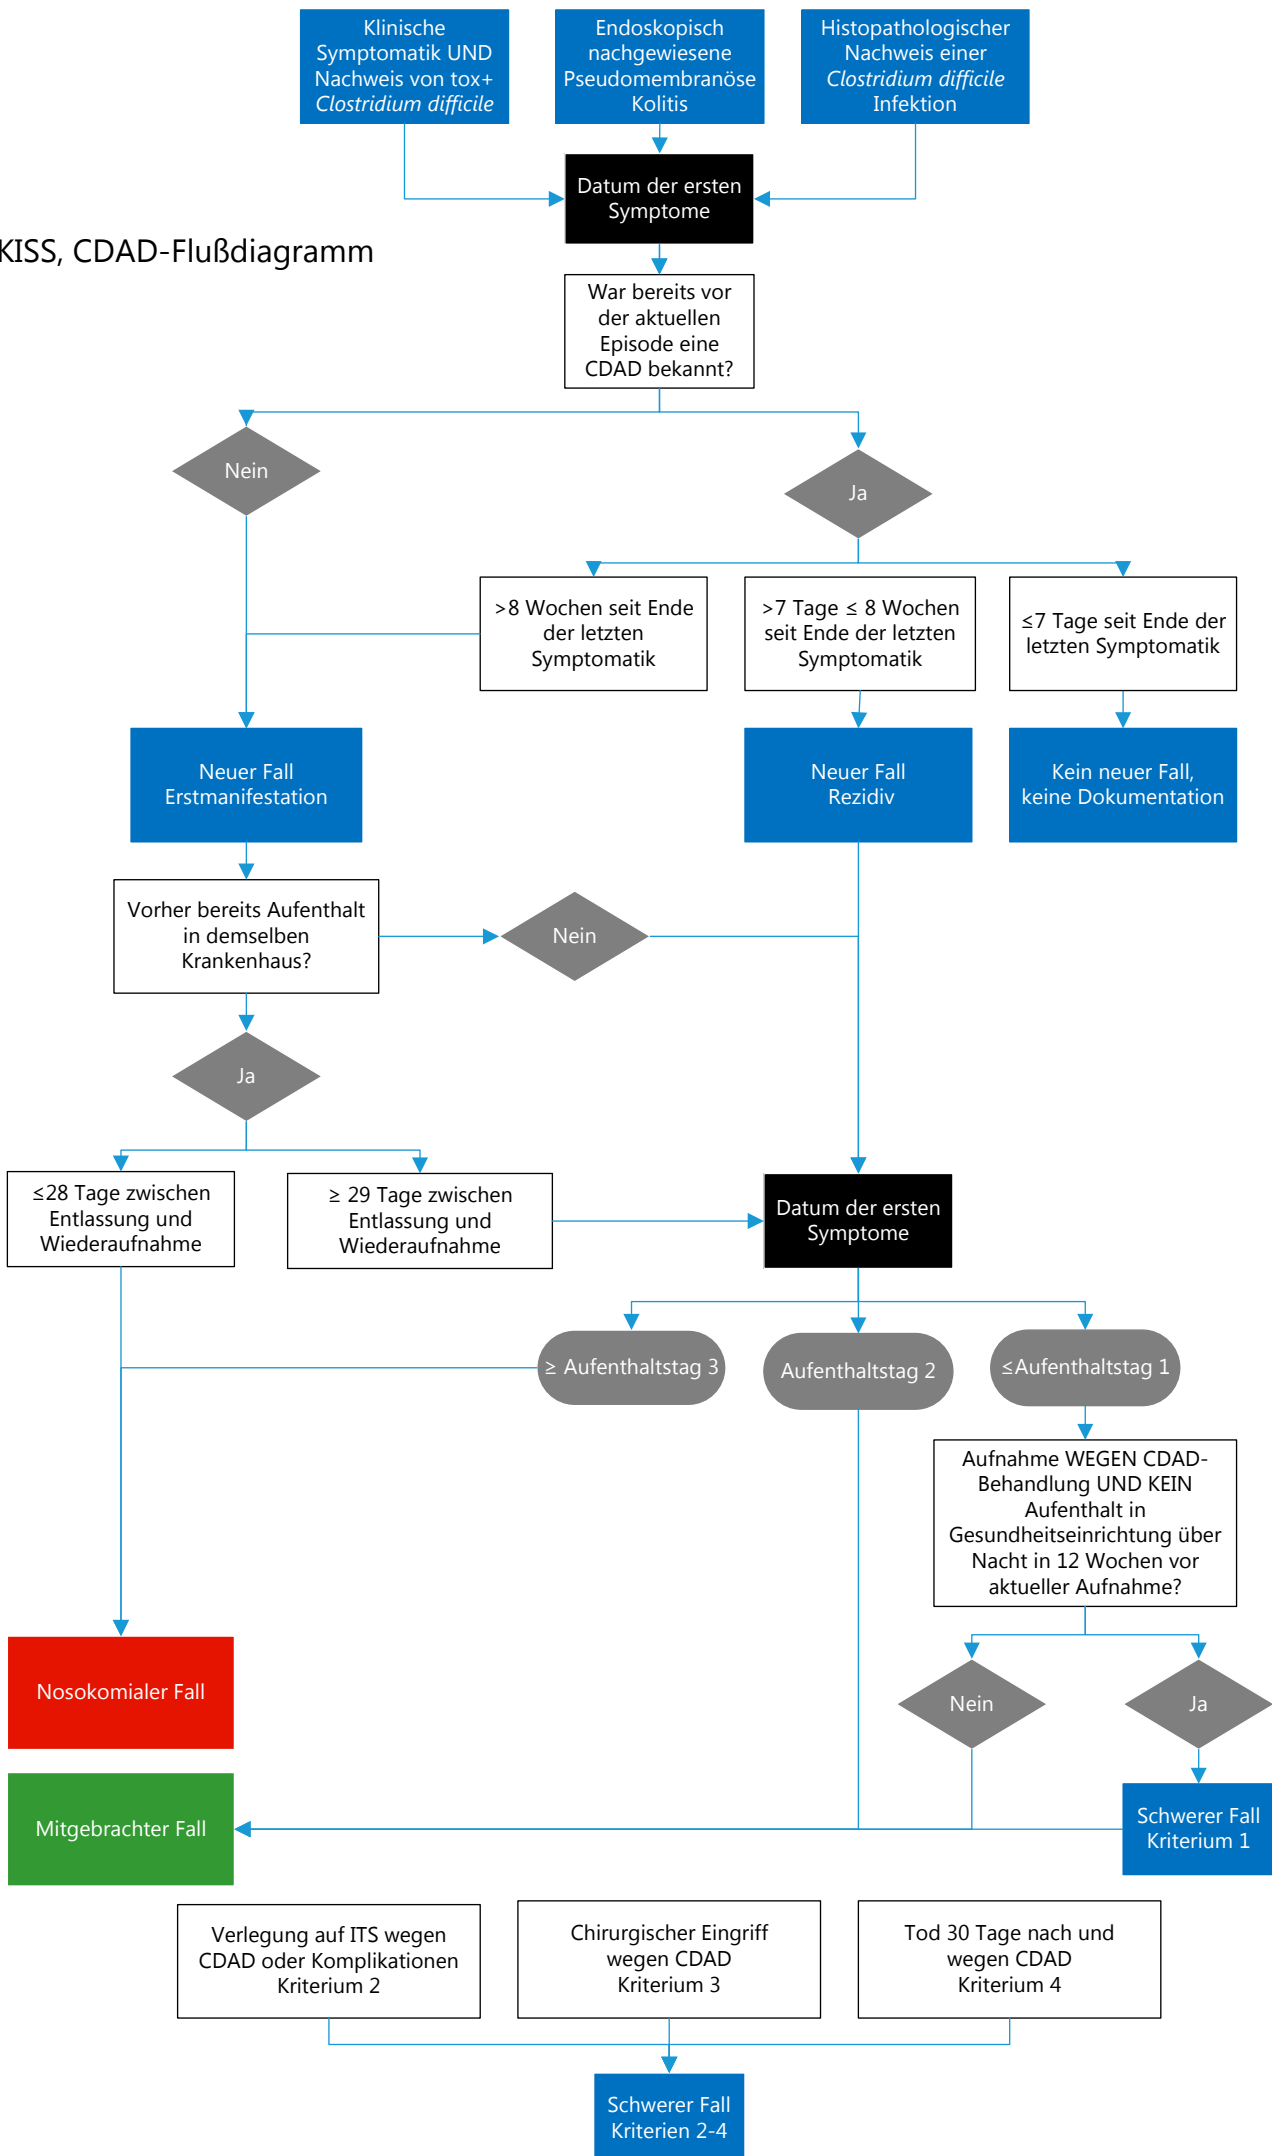 Klinische
Symptomatik UND
Nachweis von tox+
Clostridium difficile
Endoskopisch
nachgewiesene
Pseudomembranöse
Kolitis
Histopathologischer
Nachweis einer
Clostridium difficile
Infektion
Datum der ersten
Symptome
KISS, CDAD-Flußdiagramm
War bereits vor
der aktuellen
Episode eine
CDAD bekannt?
Nein
Ja
>8 Wochen seit Ende
der letzten
Symptomatik
>7 Tage ≤ 8 Wochen
seit Ende der letzten
Symptomatik
≤7 Tage seit Ende der
letzten Symptomatik
Neuer Fall
Erstmanifestation
Neuer Fall
Rezidiv
Kein neuer Fall,
keine Dokumentation
Vorher bereits Aufenthalt
in demselben
Krankenhaus?
Nein
Ja
≤28 Tage zwischen
Entlassung und
Wiederaufnahme
≥ 29 Tage zwischen
Entlassung und
Wiederaufnahme
Datum der ersten
Symptome
≥ Aufenthaltstag 3
Aufenthaltstag 2
≤Aufenthaltstag 1
Aufnahme WEGEN CDAD-
Behandlung UND KEIN
Aufenthalt in
Gesundheitseinrichtung über
Nacht in 12 Wochen vor
aktueller Aufnahme?
Nosokomialer Fall
Nein
Ja
Mitgebrachter Fall
Schwerer Fall
Kriterium 1
Verlegung auf ITS wegen
CDAD oder Komplikationen
Kriterium 2
Chirurgischer Eingriff
wegen CDAD
Kriterium 3
Tod 30 Tage nach und
wegen CDAD
Kriterium 4
Schwerer Fall
Kriterien 2-4